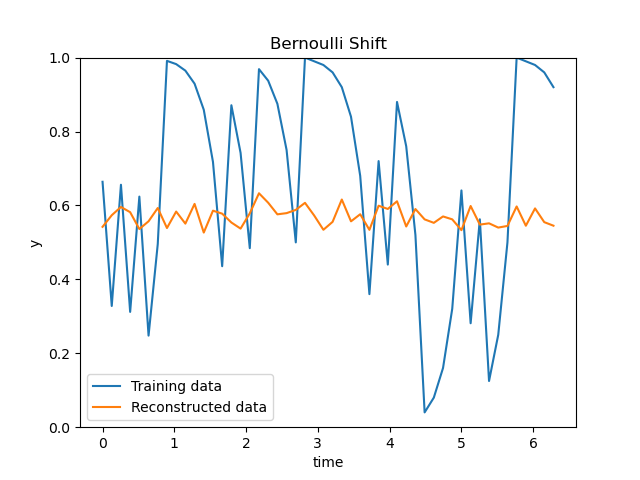 Bernoulli Shift
1.0
0.8
0.6
0.4
0.2
0.0
y
Training data
Reconstructed data
0 1 2 3 4 5 6
time